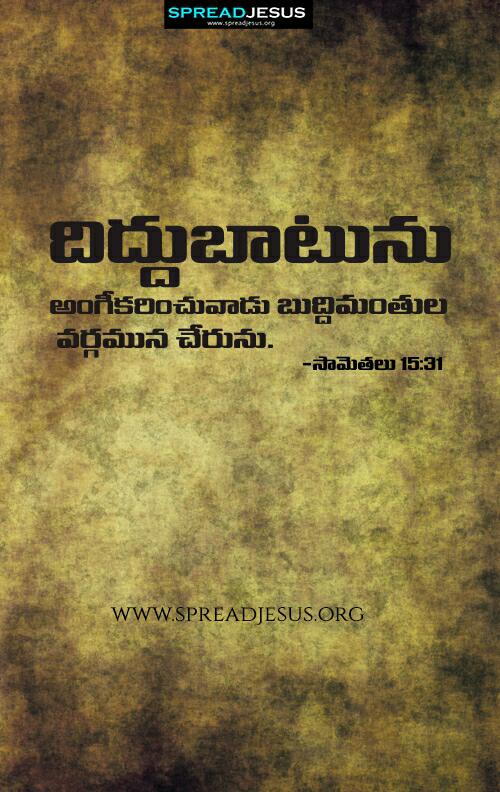 SPREADJESUS
www.spreadjesus.org
దిద్దుబాటును
అంగీకరించువాడు బుద్దిమంతుల
వర్గమున చేరును.
-సామెతలు 15:31
WWW.SPREADJESUS.ORG